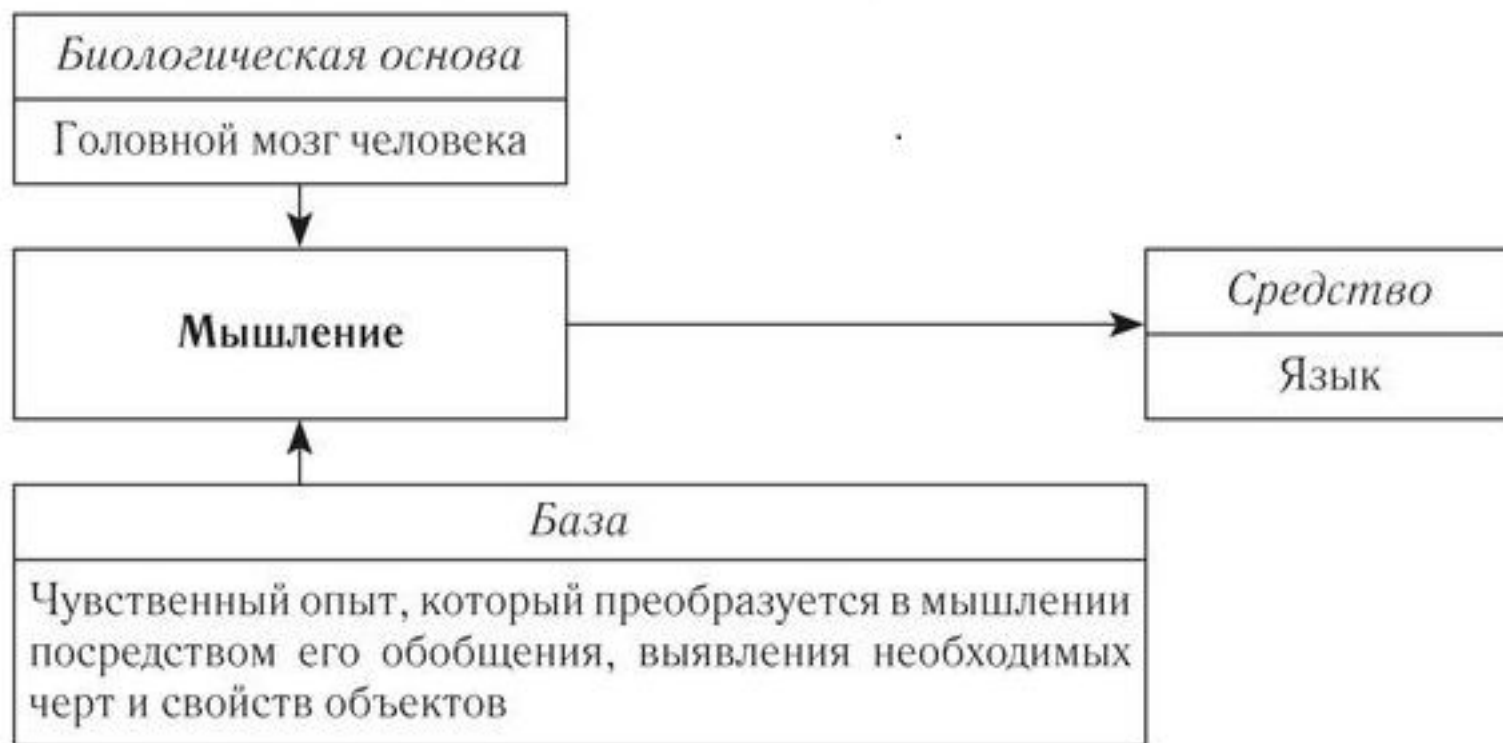 Биологическая основа
Головной мозг человека
Мышление
Средство
Язык
База
Чувственный опыт, который преобразуется в мышлении
посредством его обобщения, выявления необходимых
черт и свойств объектов